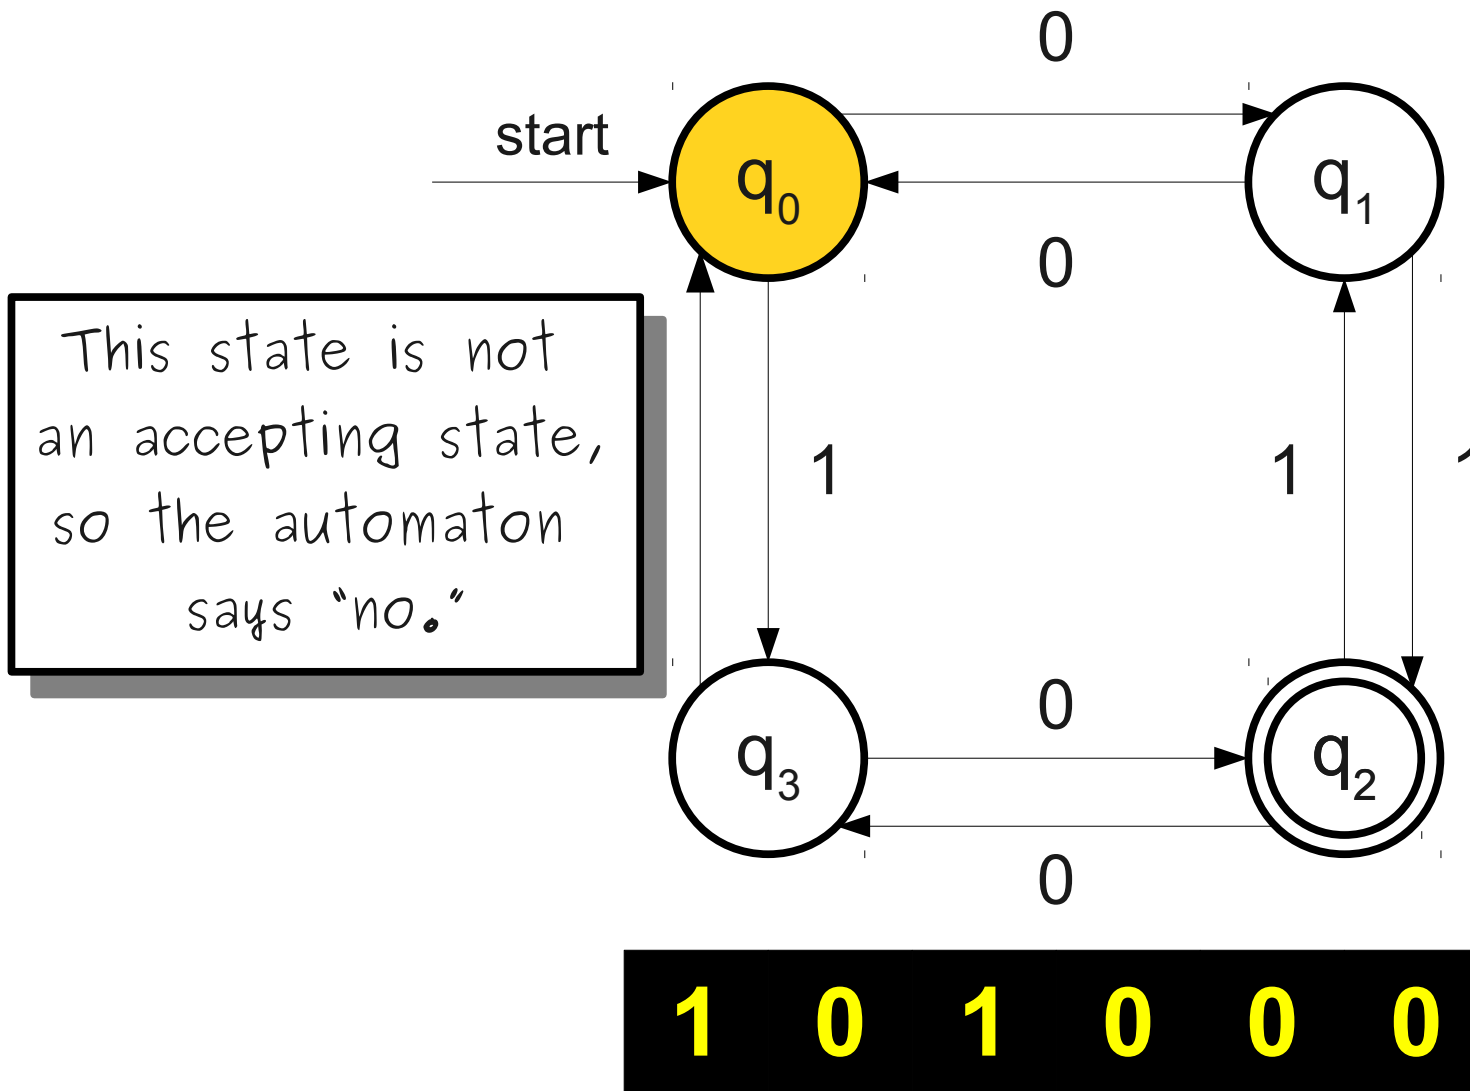 0
start
q0
q1
0
This state is not
an accepting state,
so the automaton
says "no."
1
1
0
q3
q2
0
1 0 1 0 0 0